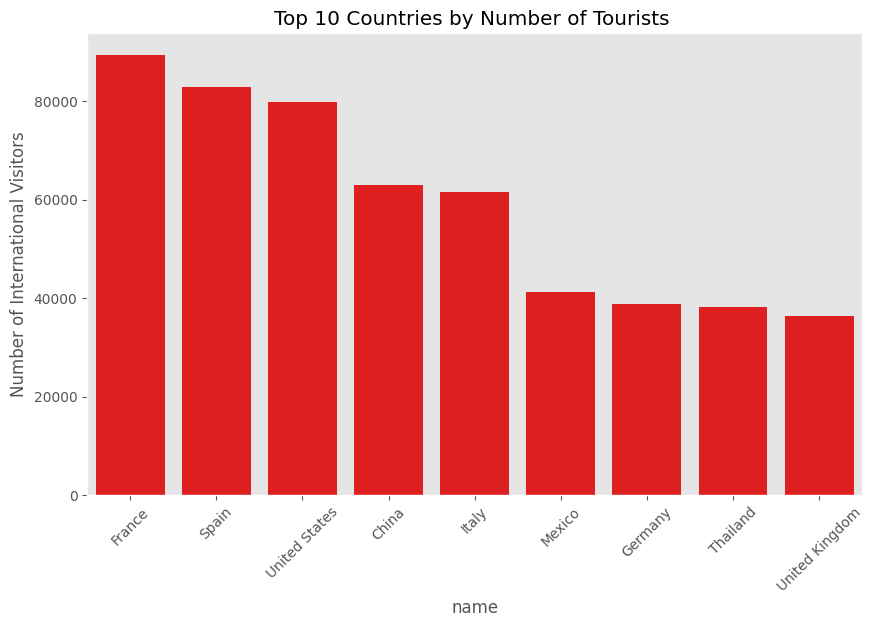 Top 10 Countries by Number of Tourists
Number of International Visitors
80000
60000
40000
20000
0
France
Spain
United States
China
Italy
Mexico
Germany
Thailand
United Kingdom
name